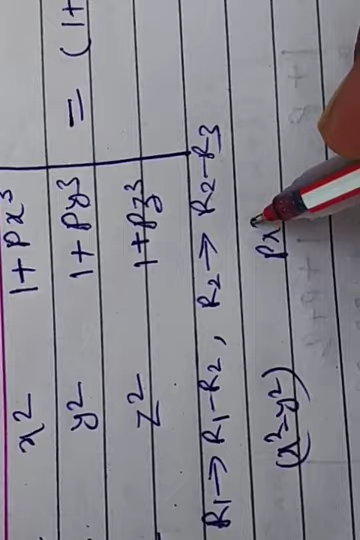 x² 1+Px³
y² 1+Py³ = (1+
z² 1+Pz³
R1→R1-R2, R2→R2-R3
(x²-y²) Px